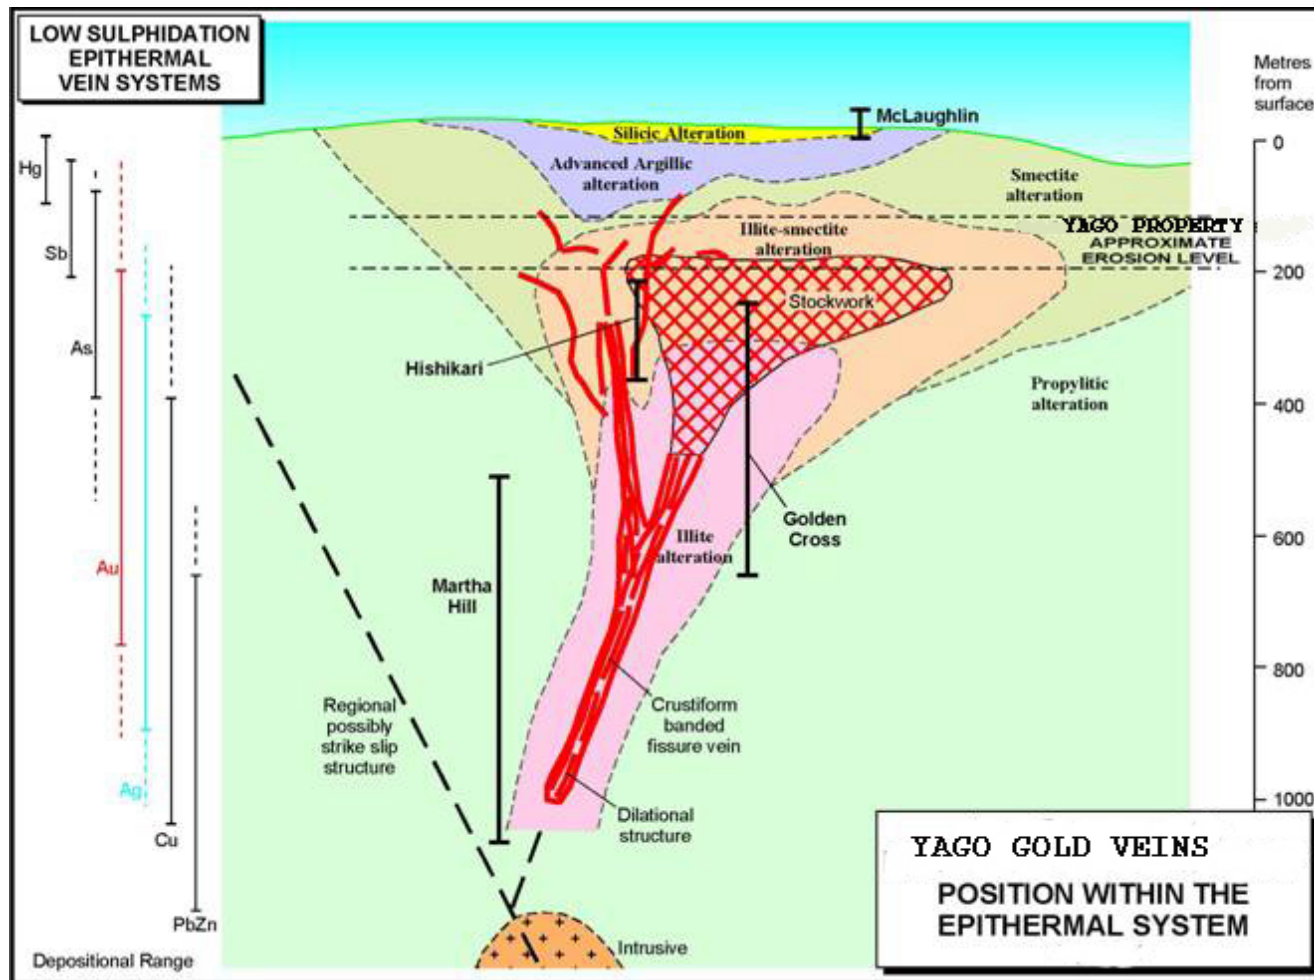 LOW SULPHIDATION
EPITHERMAL
VEIN SYSTEMS
Metres
from
surface
McLaughlin
Silicic Alteration
0
Hg
Advanced Argillic
alteration
Smectite
alteration
Sb
Illite-smectite
alteration
YAGO PROPERTY
APPROXIMATE
EROSION LEVEL
200
Stockwork
As
Hishikari
Propylitic
alteration
400
Golden
Cross
Illite
alteration
600
Au
Martha
Hill
800
Regional
possibly
strike slip
structure
Crustiform
banded
fissure vein
Ag
Dilational
structure
1000
Cu
YAGO GOLD VEINS
POSITION WITHIN THE
EPITHERMAL SYSTEM
PbZn
Intrusive
Depositional Range